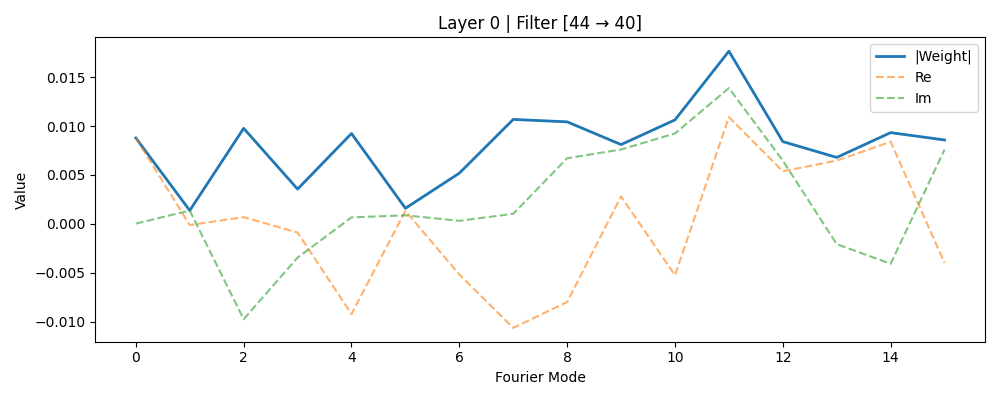 Layer 0 | Filter [44 → 40]
|Weight|
Re
Im
Value
0.015
0.010
0.005
0.000
−0.005
−0.010
0 2 4 6 8 10 12 14
Fourier Mode